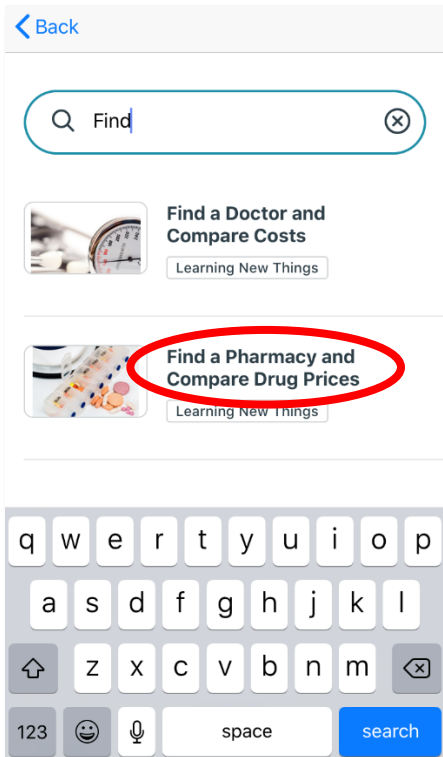 Back
Find
Find a Doctor and
Compare Costs
Learning New Things
Find a Pharmacy and
Compare Drug Prices
Learning New Things
q w e r t y u i o p
a s d f g h j k l
z x c v b n m
123 space search